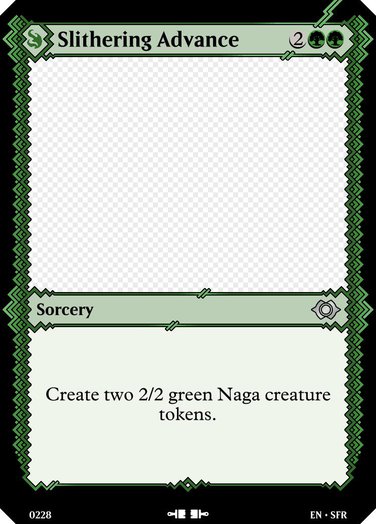 Slithering Advance 2
Sorcery
Create two 2/2 green Naga creature
tokens.
0228 EN • SFR